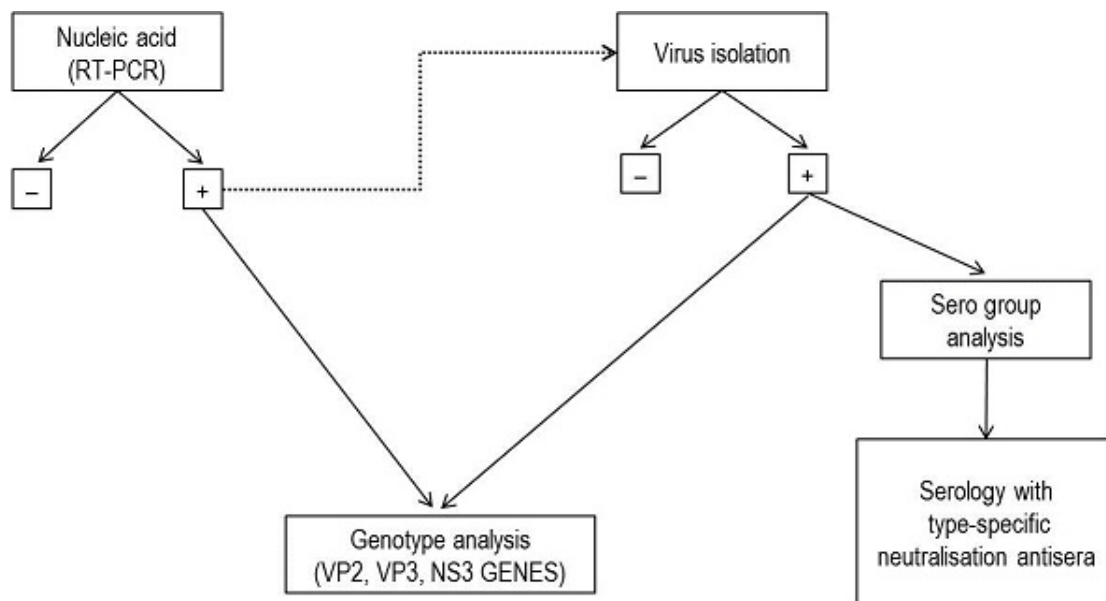 Nucleic acid
(RT-PCR)
Virus isolation
–
+
–
+
Sero group
analysis
Serology with
type-specific
neutralisation antisera
Genotype analysis
(VP2, VP3, NS3 GENES)